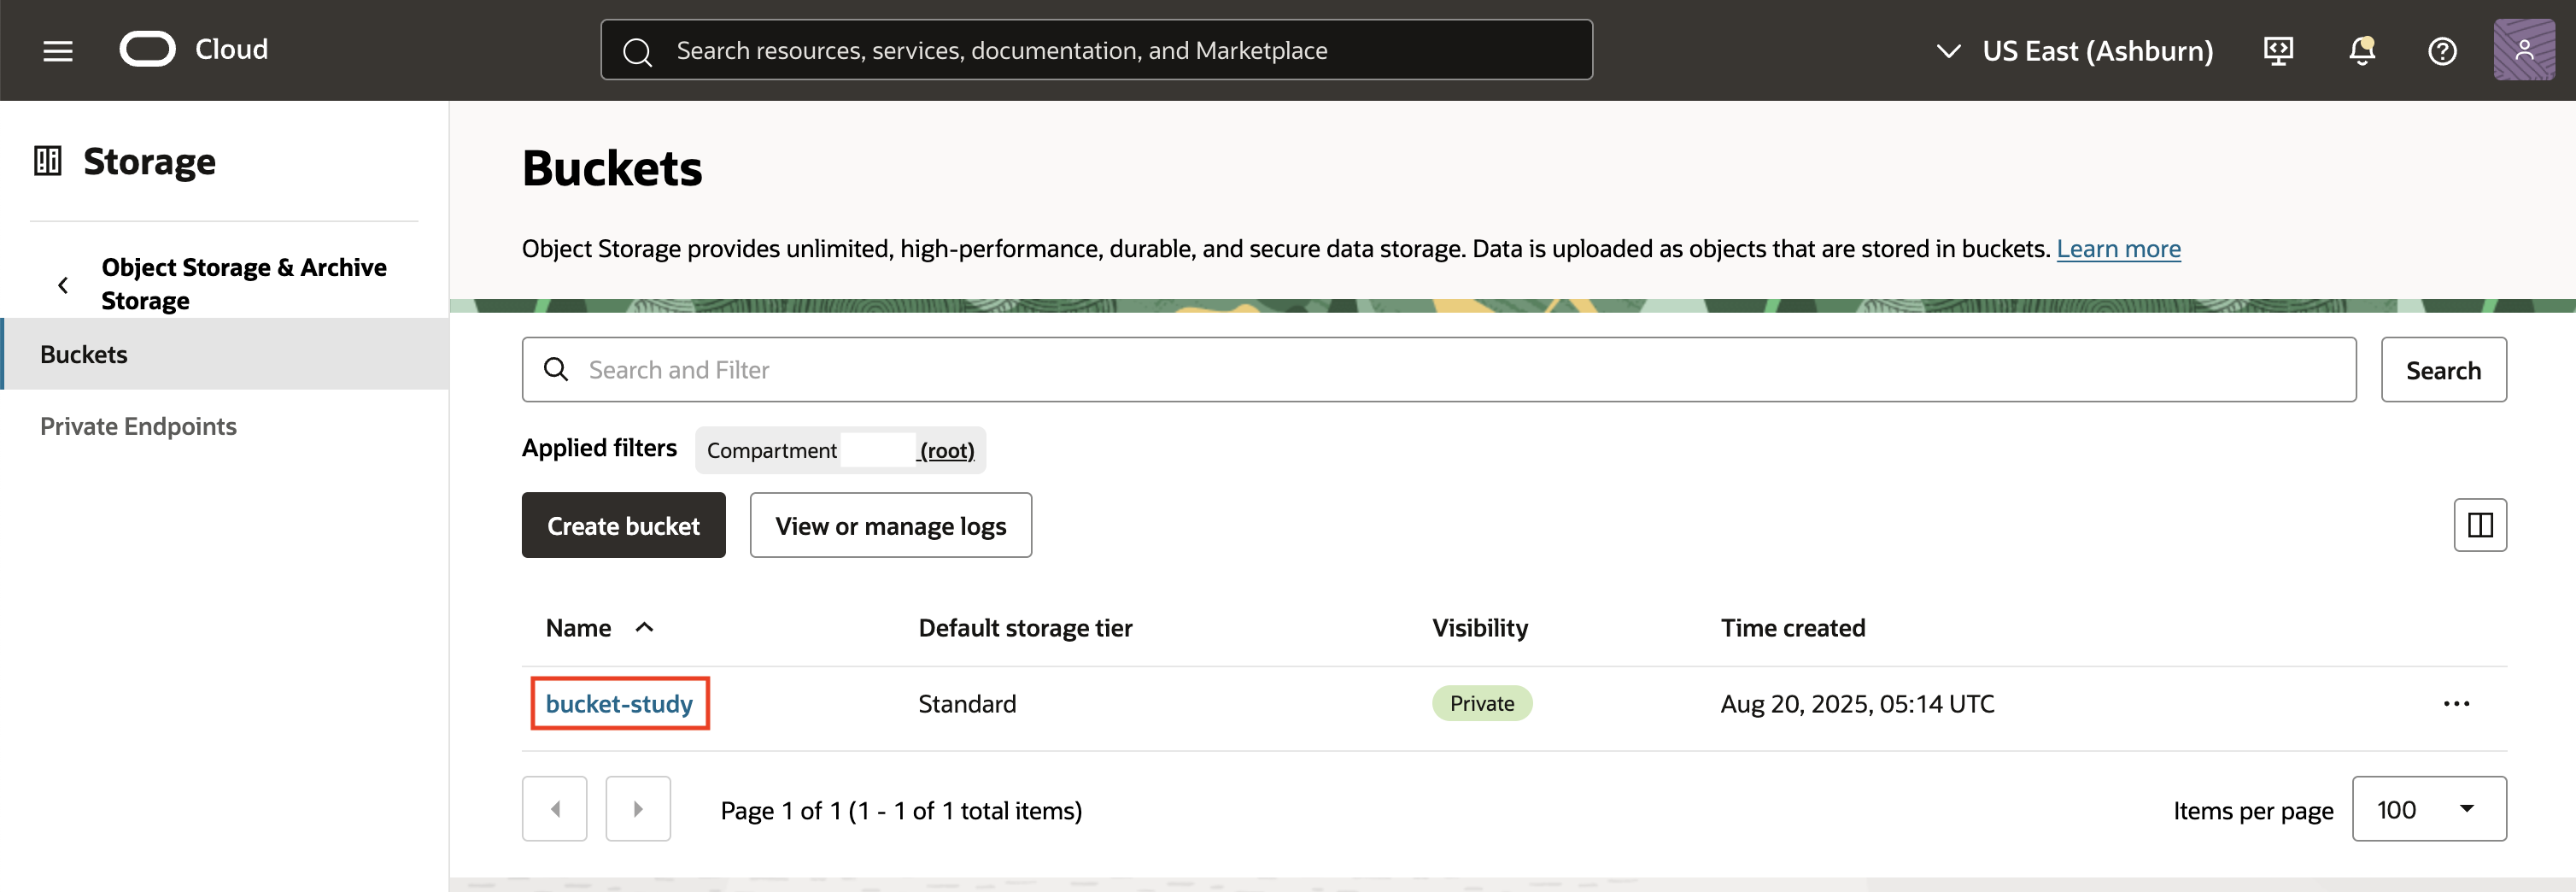 Cloud
Search resources, services, documentation, and Marketplace
US East (Ashburn)
Storage
Object Storage & Archive
Storage
Buckets
Private Endpoints
Buckets
Object Storage provides unlimited, high-performance, durable, and secure data storage. Data is uploaded as objects that are stored in buckets. Learn more
Search and Filter
Search
Applied filters Compartment (root)
Create bucket View or manage logs
Name Default storage tier Visibility Time created
bucket-study Standard Private Aug 20, 2025, 05:14 UTC
Page 1 of 1 (1 - 1 of 1 total items)
Items per page 100